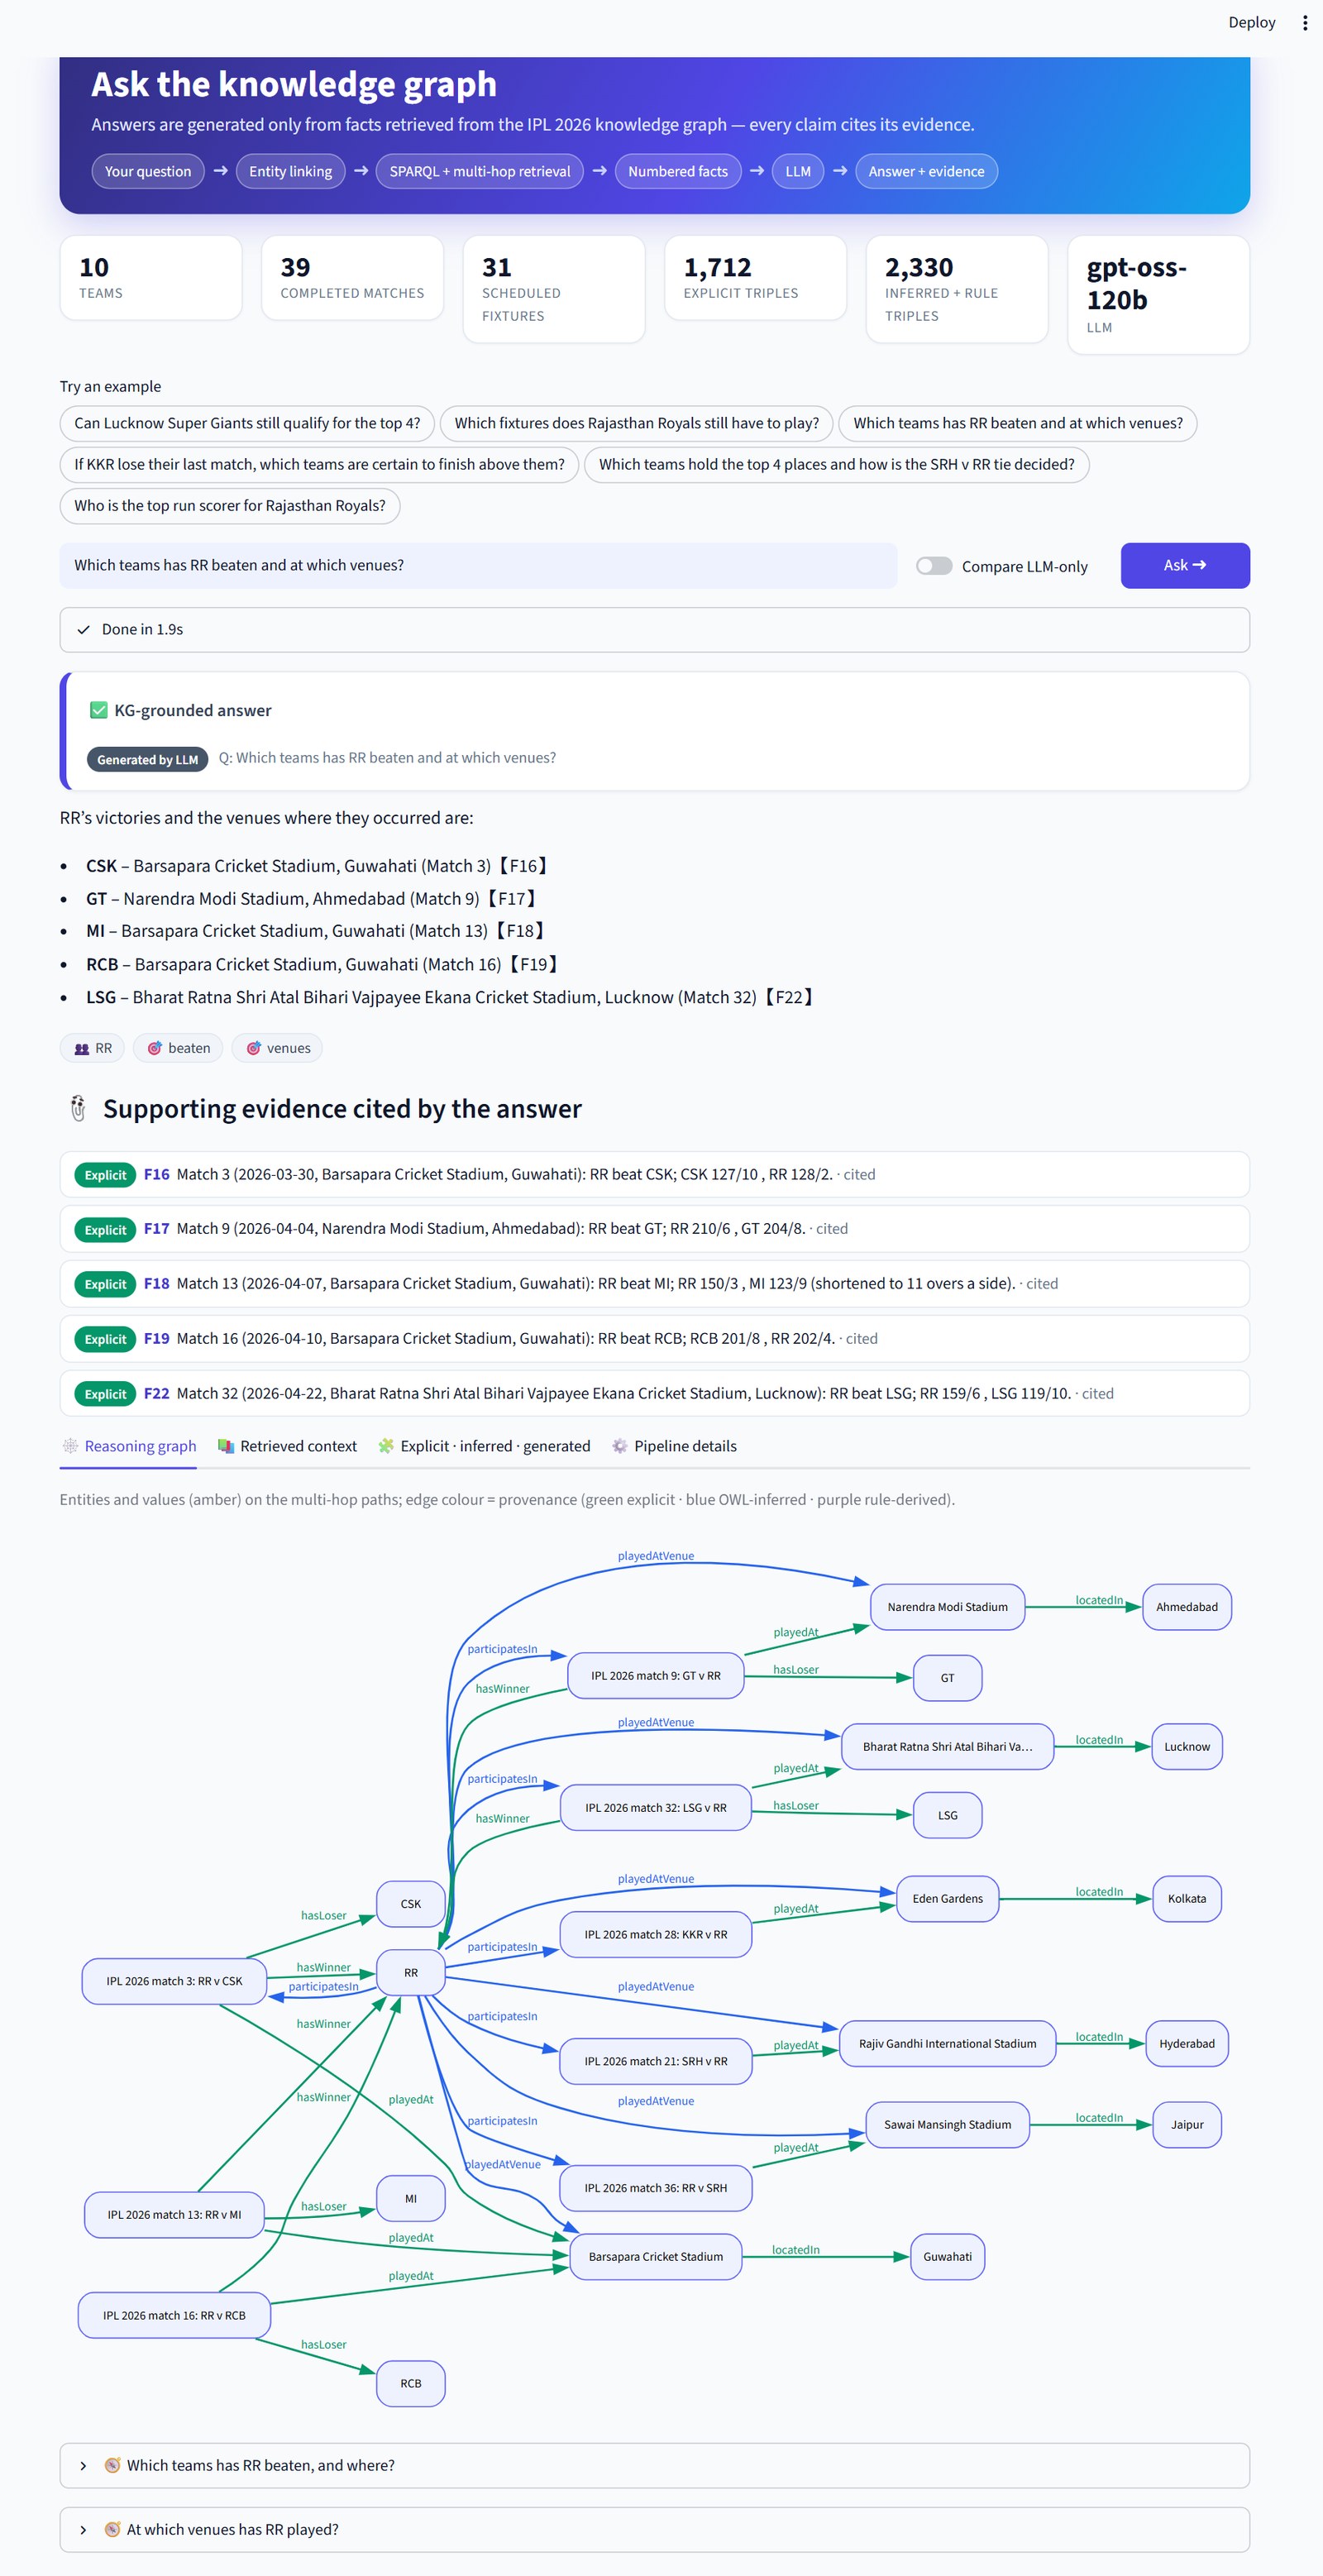 Deploy
Ask the knowledge graph
Answers are generated only from facts retrieved from the IPL 2026 knowledge graph — every claim cites its evidence.
Your question → Entity linking → SPARQL + multi-hop retrieval → Numbered facts → LLM → Answer + evidence
10
TEAMS
39
COMPLETED MATCHES
31
SCHEDULED
FIXTURES
1,712
EXPLICIT TRIPLES
2,330
INFERRED + RULE
TRIPLES
gpt-oss-
120b
LLM
Try an example
Can Lucknow Super Giants still qualify for the top 4?
Which fixtures does Rajasthan Royals still have to play?
Which teams has RR beaten and at which venues?
If KKR lose their last match, which teams are certain to finish above them?
Which teams hold the top 4 places and how is the SRH v RR tie decided?
Who is the top run scorer for Rajasthan Royals?
Which teams has RR beaten and at which venues?
Compare LLM-only
Ask →
Done in 1.9s
KG-grounded answer
Generated by LLM Q: Which teams has RR beaten and at which venues?
RR’s victories and the venues where they occurred are:
• CSK – Barsapara Cricket Stadium, Guwahati (Match 3)【F16】
• GT – Narendra Modi Stadium, Ahmedabad (Match 9)【F17】
• MI – Barsapara Cricket Stadium, Guwahati (Match 13)【F18】
• RCB – Barsapara Cricket Stadium, Guwahati (Match 16)【F19】
• LSG – Bharat Ratna Shri Atal Bihari Vajpayee Ekana Cricket Stadium, Lucknow (Match 32)【F22】
RR
beaten
venues
Supporting evidence cited by the answer
Explicit F16 Match 3 (2026-03-30, Barsapara Cricket Stadium, Guwahati): RR beat CSK; CSK 127/10 , RR 128/2. · cited
Explicit F17 Match 9 (2026-04-04, Narendra Modi Stadium, Ahmedabad): RR beat GT; RR 210/6 , GT 204/8. · cited
Explicit F18 Match 13 (2026-04-07, Barsapara Cricket Stadium, Guwahati): RR beat MI; RR 150/3 , MI 123/9 (shortened to 11 overs a side). · cited
Explicit F19 Match 16 (2026-04-10, Barsapara Cricket Stadium, Guwahati): RR beat RCB; RCB 201/8 , RR 202/4. · cited
Explicit F22 Match 32 (2026-04-22, Bharat Ratna Shri Atal Bihari Vajpayee Ekana Cricket Stadium, Lucknow): RR beat LSG; RR 159/6 , LSG 119/10. · cited
Reasoning graph
Retrieved context
Explicit · inferred · generated
Pipeline details
Entities and values (amber) on the multi-hop paths; edge colour = provenance (green explicit · blue OWL-inferred · purple rule-derived).
playedAtVenue
Narendra Modi Stadium
locatedIn
Ahmedabad
playedAt
participatesIn
IPL 2026 match 9: GT v RR
hasLoser
GT
hasWinner
playedAtVenue
Bharat Ratna Shri Atal Bihari Va…
locatedIn
Lucknow
playedAt
participatesIn
IPL 2026 match 32: LSG v RR
hasLoser
LSG
hasWinner
playedAtVenue
Eden Gardens
locatedIn
Kolkata
CSK
playedAt
hasLoser
IPL 2026 match 28: KKR v RR
participatesIn
hasWinner
RR
IPL 2026 match 3: RR v CSK
participatesIn
playedAtVenue
hasWinner
participatesIn
Rajiv Gandhi International Stadium
locatedIn
Hyderabad
playedAt
IPL 2026 match 21: SRH v RR
hasWinner
playedAt
playedAtVenue
participatesIn
Sawai Mansingh Stadium
locatedIn
Jaipur
playedAt
playedAtVenue
IPL 2026 match 36: RR v SRH
MI
hasLoser
IPL 2026 match 13: RR v MI
playedAt
Barsapara Cricket Stadium
locatedIn
Guwahati
playedAt
IPL 2026 match 16: RR v RCB
hasLoser
RCB
Which teams has RR beaten, and where?
At which venues has RR played?